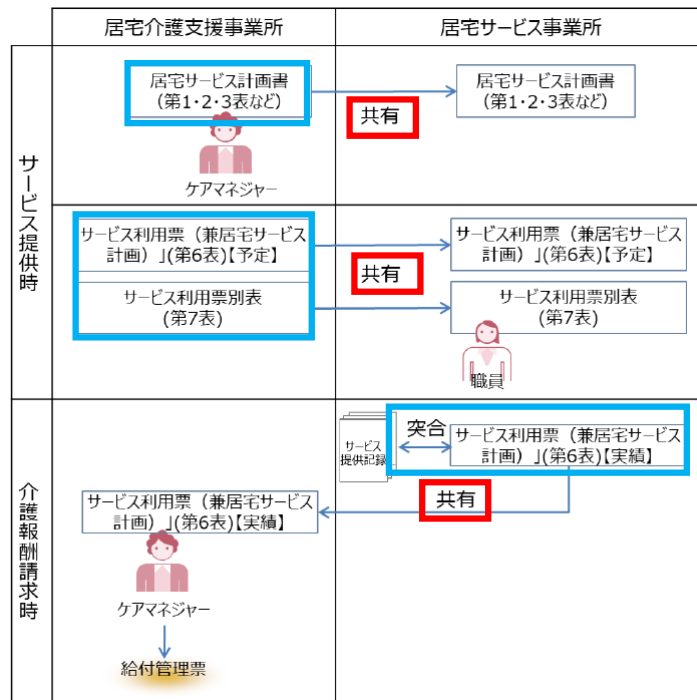 居宅介護支援事業所
居宅サービス事業所
サービス提供時
居宅サービス計画書
（第1・2・3表など）
共有
居宅サービス計画書
（第1・2・3表など）
ケアマネジャー
サービス利用票（兼居宅サービス
計画）」(第6表)【予定】
サービス利用票別表
(第7表)
共有
サービス利用票（兼居宅サービス
計画）」(第6表)【予定】
サービス利用票別表
(第7表)
職員
介護報酬請求時
サービス
提供記録
突合
サービス利用票（兼居宅サービス
計画）」(第6表)【実績】
共有
サービス利用票（兼居宅サービス
計画）」(第6表)【実績】
ケアマネジャー
給付管理票